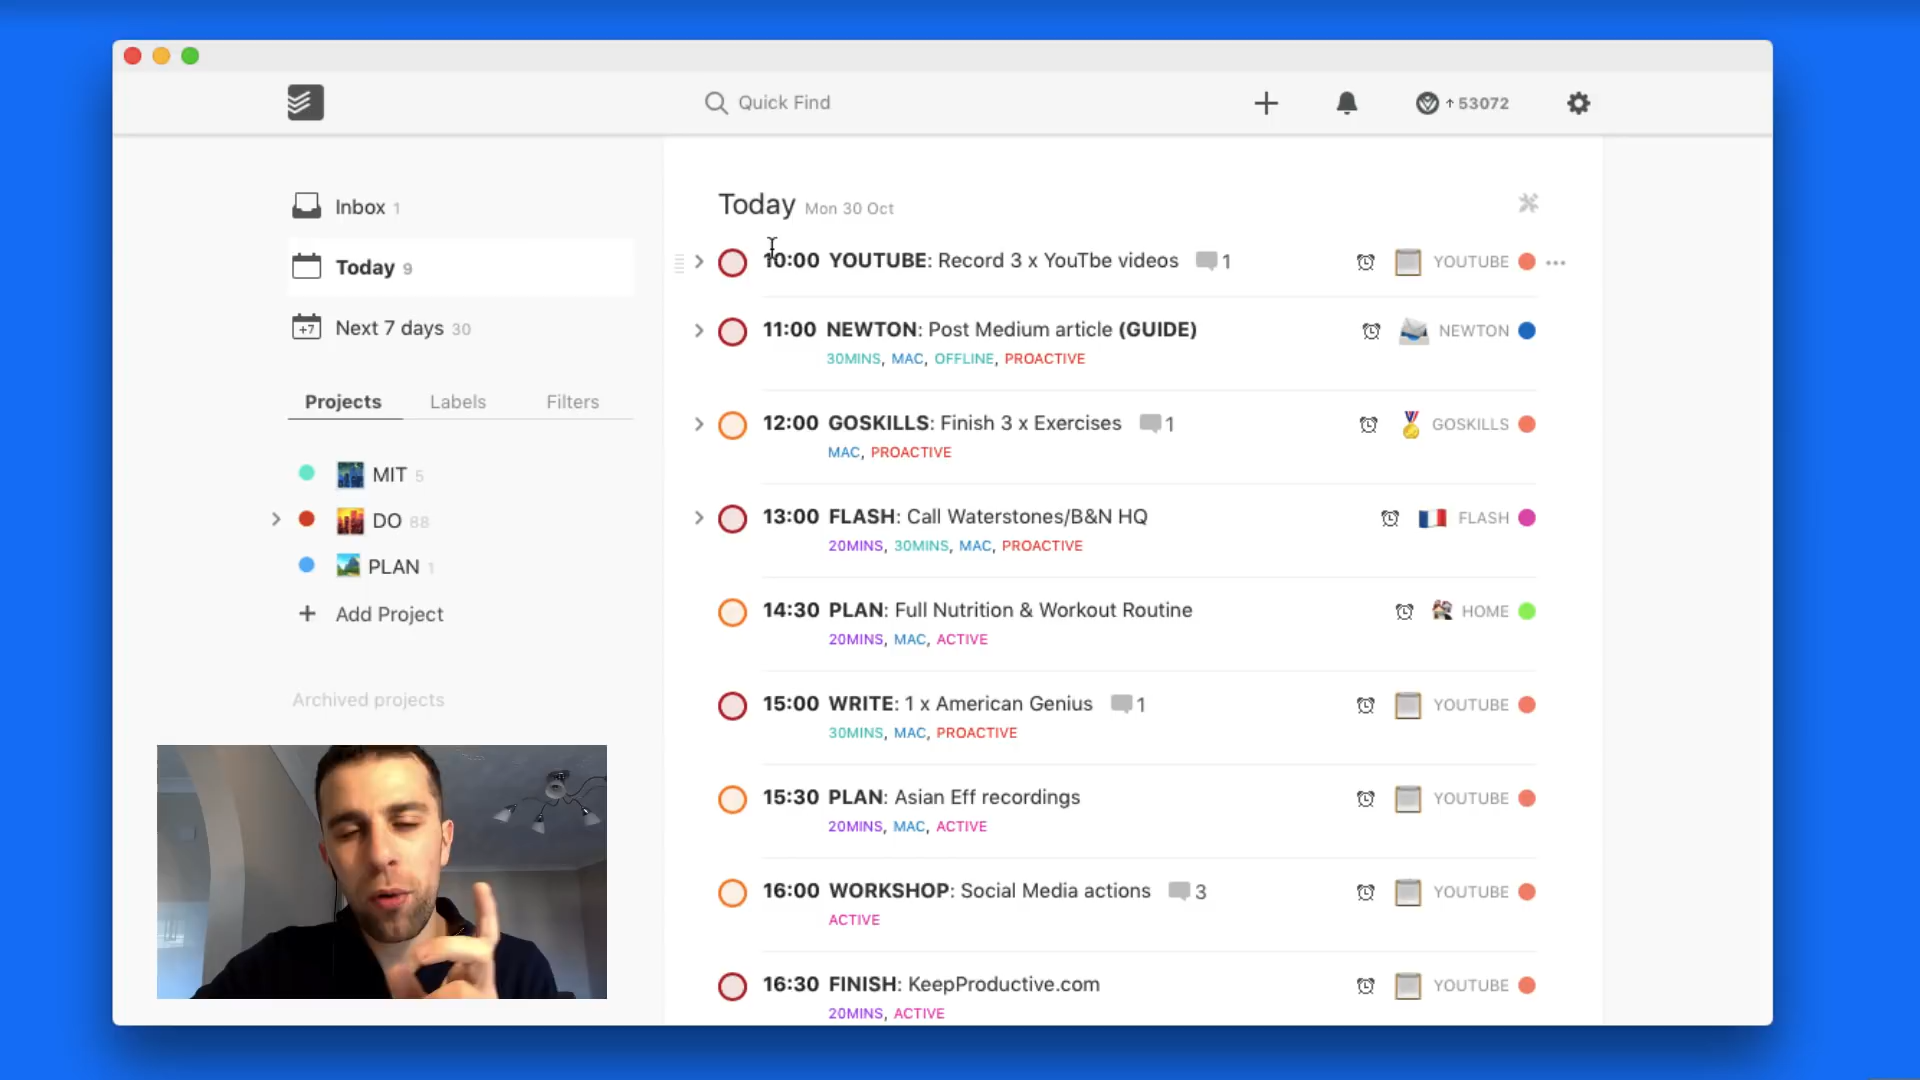 Quick Find
↑ 53072
Inbox 1
Today 9
+7 Next 7 days 30
Projects Labels Filters
MIT 5
DO 88
PLAN 1
+ Add Project
Archived projects
Today Mon 30 Oct
10:00 YOUTUBE: Record 3 x YouTbe videos 1 YOUTUBE
11:00 NEWTON: Post Medium article (GUIDE) NEWTON
30MINS, MAC, OFFLINE, PROACTIVE
12:00 GOSKILLS: Finish 3 x Exercises 1 GOSKILLS
MAC, PROACTIVE
13:00 FLASH: Call Waterstones/B&N HQ FLASH
20MINS, 30MINS, MAC, PROACTIVE
14:30 PLAN: Full Nutrition & Workout Routine HOME
20MINS, MAC, ACTIVE
15:00 WRITE: 1 x American Genius 1 YOUTUBE
30MINS, MAC, PROACTIVE
15:30 PLAN: Asian Eff recordings YOUTUBE
20MINS, MAC, ACTIVE
16:00 WORKSHOP: Social Media actions 3 YOUTUBE
ACTIVE
16:30 FINISH: KeepProductive.com YOUTUBE
20MINS, ACTIVE